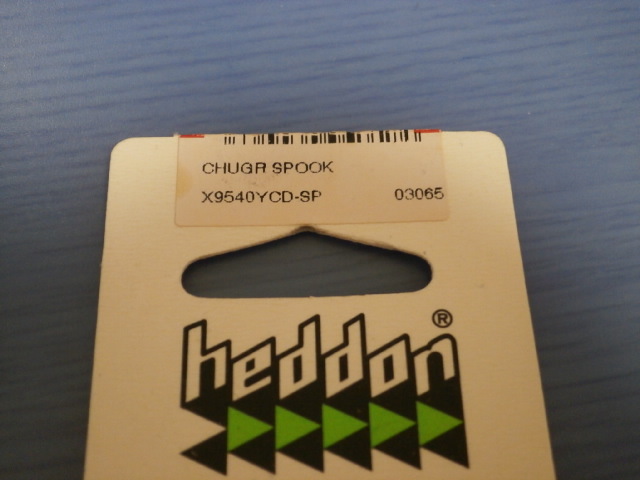 CHUGR SPOOK
X9540YCD-SP 03065
heddon®